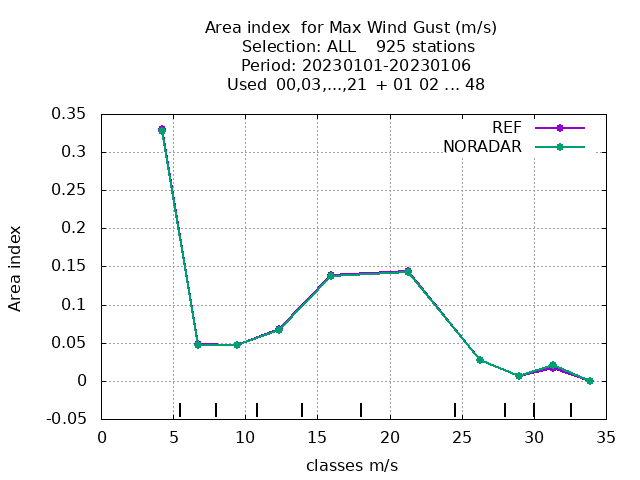 Area index  for Max Wind Gust (m/s)
Selection: ALL    925 stations
Period: 20230101-20230106
Used  00,03,...,21  + 01 02 ... 48
REF
NORADAR
0.35
0.3
0.25
0.2
0.15
0.1
0.05
0
-0.05
Area index
0 5 10 15 20 25 30 35
classes m/s